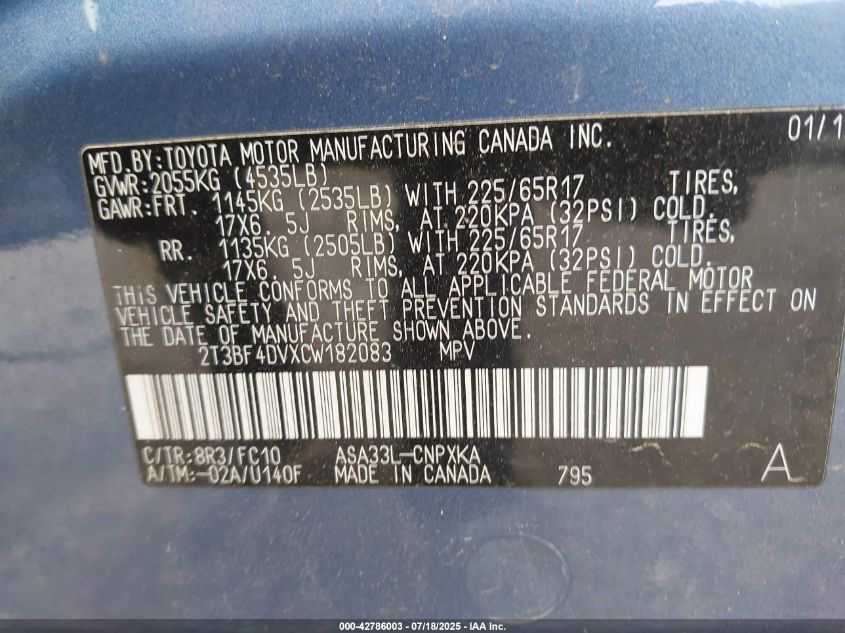 MFD.BY:TOYOTA MOTOR MANUFACTURING CANADA INC. 01/1
GVWR:2055KG (4535LB)
GAWR:FRT. 1145KG (2535LB) WITH 225/65R17 TIRES,
17X6. 5J RIMS, AT 220KPA (32PSI) COLD.
RR. 1135KG (2505LB) WITH 225/65R17 TIRES,
17X6. 5J RIMS, AT 220KPA (32PSI) COLD.
THIS VEHICLE CONFORMS TO ALL APPLICABLE FEDERAL MOTOR
VEHICLE SAFETY AND THEFT PREVENTION STANDARDS IN EFFECT ON
THE DATE OF MANUFACTURE SHOWN ABOVE.
2T3BF4DVXCW182083 MPV
C/TR:8R3/FC10 ASA33L-CNPXKA
A/TM:-02A/U140F MADE IN CANADA 795 A
000-42786003 - 07/18/2025 - IAA Inc.